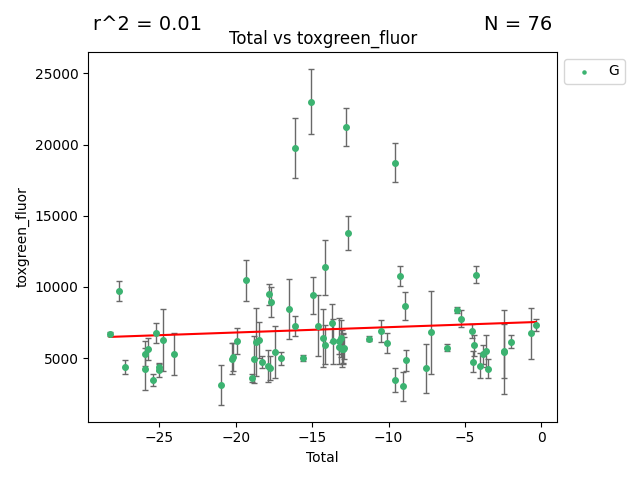 r^2 = 0.01
N = 76
Total vs toxgreen_fluor
G
toxgreen_fluor
25000
20000
15000
10000
5000
−25
−20
−15
−10
−5
0
Total